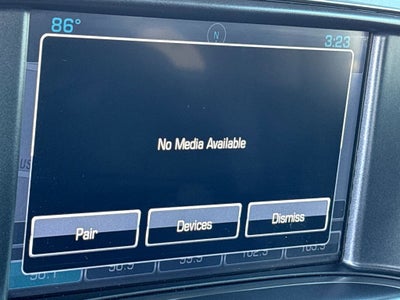 86°
N
3:23
No Media Available
Pair
Devices
Dismiss